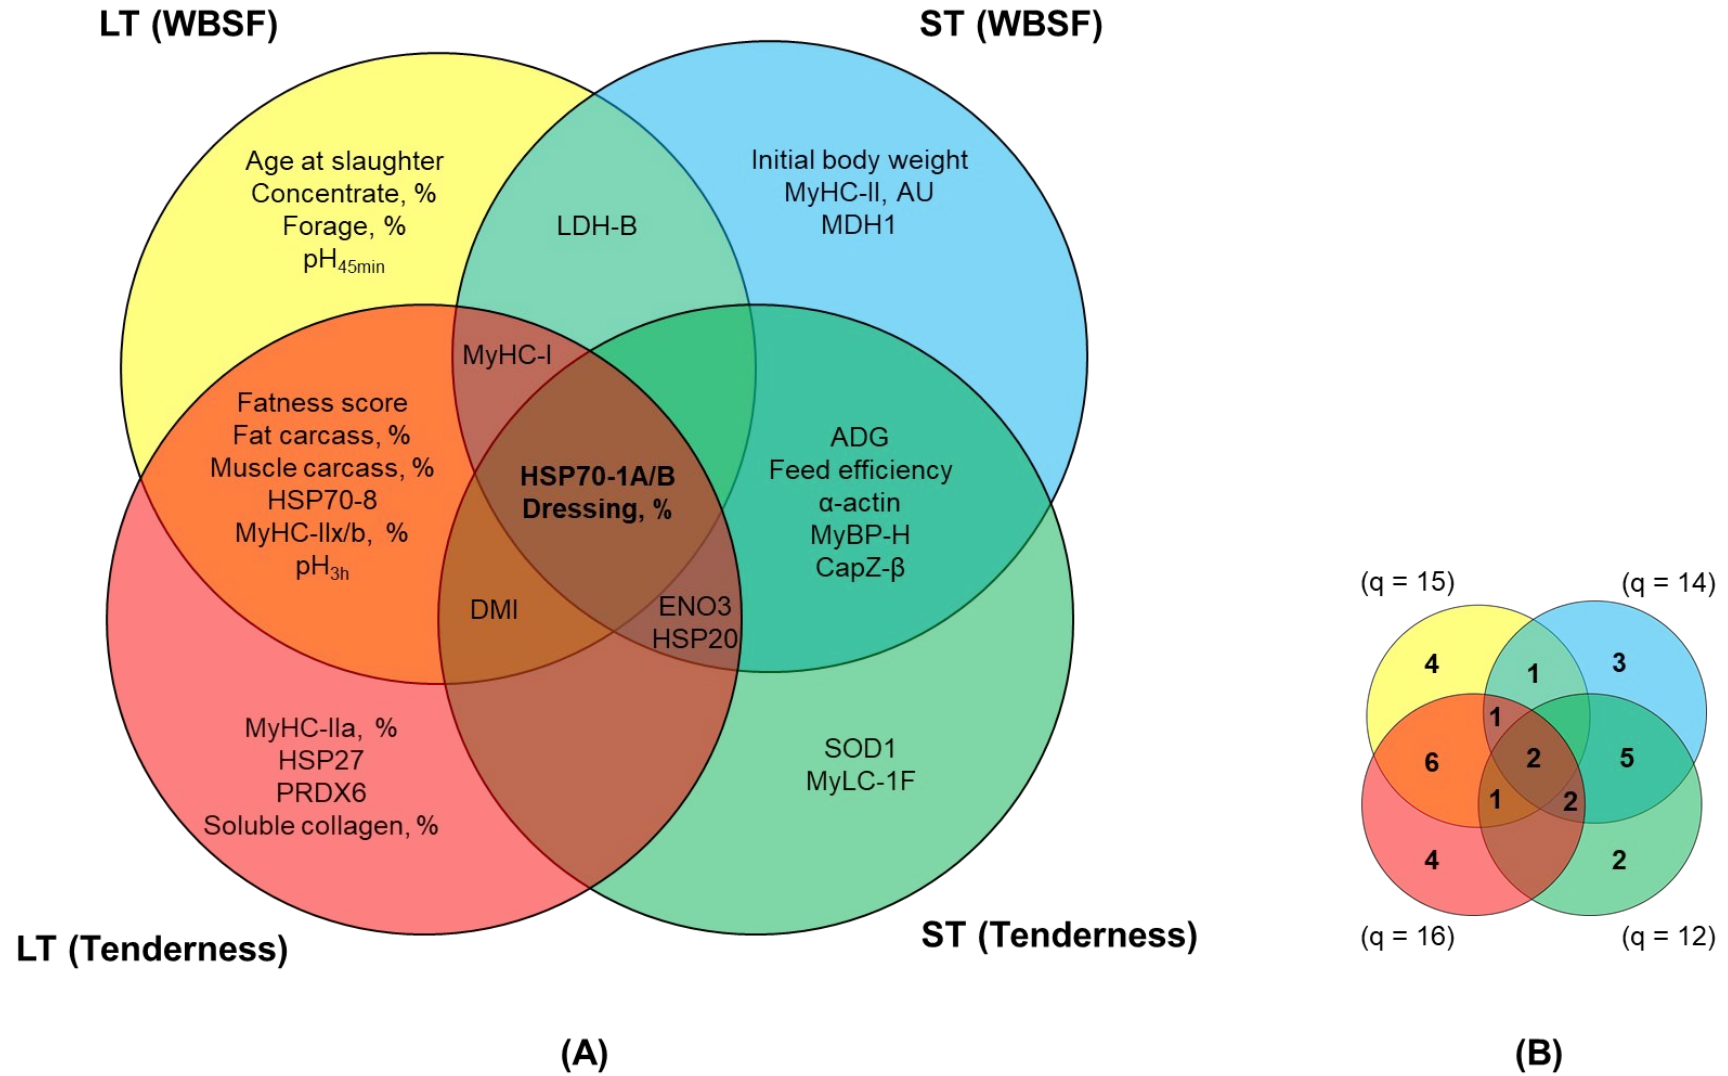 LT (WBSF)
ST (WBSF)
Age at slaughter
Concentrate, %
Forage, %
pH45min
LDH-B
Initial body weight
MyHC-II, AU
MDH1
MyHC-I
Fatness score
Fat carcass, %
Muscle carcass, %
HSP70-8
MyHC-IIx/b, %
pH3h
HSP70-1A/B
Dressing, %
ADG
Feed efficiency
α-actin
MyBP-H
CapZ-β
DMI
ENO3
HSP20
MyHC-IIa, %
HSP27
PRDX6
Soluble collagen, %
SOD1
MyLC-1F
LT (Tenderness)
ST (Tenderness)
(A)
(q = 15)
(q = 14)
4
1
3
1
6
2
5
1
2
4
2
(q = 16)
(q = 12)
(B)